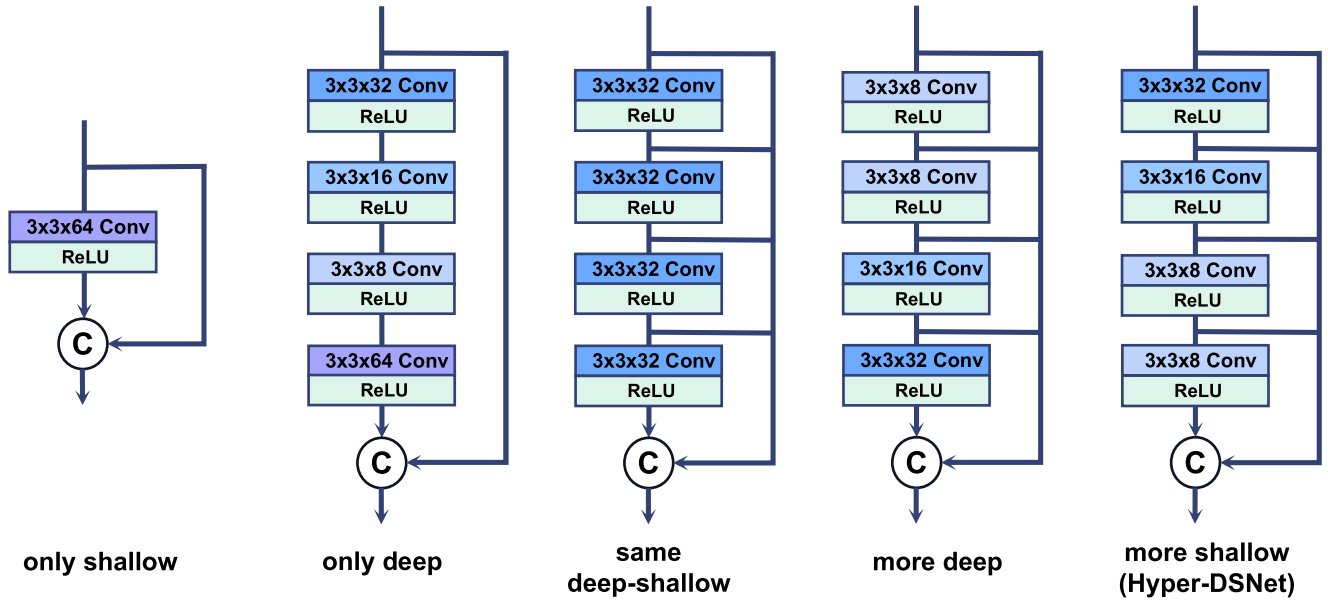 3x3x64 Conv
ReLU
C
only shallow
3x3x32 Conv
ReLU
3x3x16 Conv
ReLU
3x3x8 Conv
ReLU
3x3x64 Conv
ReLU
C
only deep
3x3x32 Conv
ReLU
3x3x32 Conv
ReLU
3x3x32 Conv
ReLU
3x3x32 Conv
ReLU
C
same
deep-shallow
3x3x8 Conv
ReLU
3x3x8 Conv
ReLU
3x3x16 Conv
ReLU
3x3x32 Conv
ReLU
C
more deep
3x3x32 Conv
ReLU
3x3x16 Conv
ReLU
3x3x8 Conv
ReLU
3x3x8 Conv
ReLU
C
more shallow
(Hyper-DSNet)